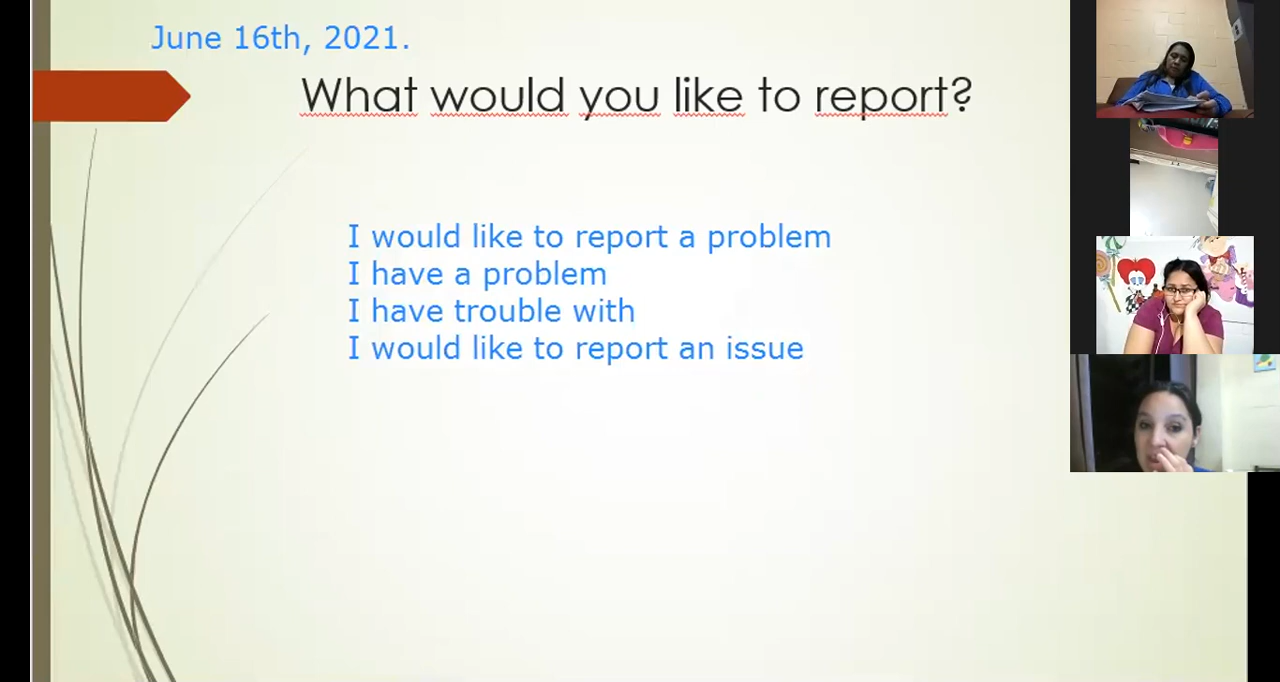 June 16th, 2021.
What would you like to report?
I would like to report a problem
I have a problem
I have trouble with
I would like to report an issue